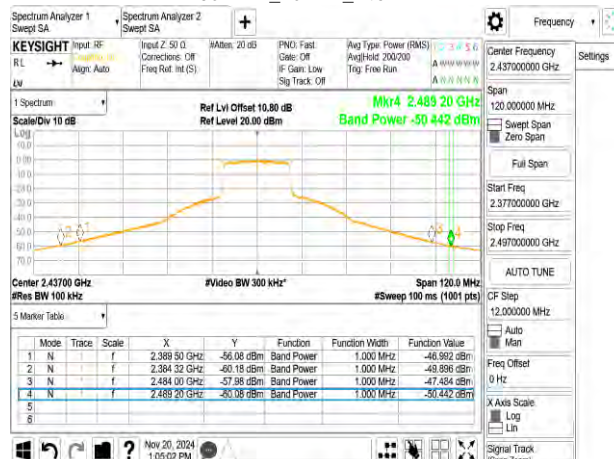 Spectrum Analyzer 1
Swept SA
Spectrum Analyzer 2
Swept SA
+
Frequency
KEYSIGHT
RL
Input: RF
Align: Auto
Input Z: 50 Ω
Corrections: Off
Freq Ref: Int (S)
#Atten: 20 dB
PNO: Fast
Gate: Off
IF Gain: Low
Sig Track: Off
Avg Type: Power (RMS)
Avg|Hold: 200/200
Trig: Free Run
1 Spectrum
Scale/Div 10 dB
Ref Lvl Offset 10.80 dB
Ref Level 20.00 dBm
Mkr4 2.489 20 GHz
Band Power -50.442 dBm
Log
Center 2.43700 GHz
#Res BW 100 kHz
#Video BW 300 kHz*
Span 120.0 MHz
#Sweep 100 ms (1001 pts)
5 Marker Table
Mode Trace Scale X Y Function Function Width Function Value
1 N 1 f 2.389 50 GHz -56.08 dBm Band Power 1.000 MHz -46.992 dBm
2 N 1 f 2.384 32 GHz -60.18 dBm Band Power 1.000 MHz -49.896 dBm
3 N 1 f 2.484 00 GHz -57.98 dBm Band Power 1.000 MHz -47.484 dBm
4 N 1 f 2.489 20 GHz -60.08 dBm Band Power 1.000 MHz -50.442 dBm
5
6
Nov 20, 2024
1:05:02 PM
Center Frequency
2.437000000 GHz
Settings
Span
120.000000 MHz
Swept Span
Zero Span
Full Span
Start Freq
2.377000000 GHz
Stop Freq
2.497000000 GHz
AUTO TUNE
CF Step
12.000000 MHz
Auto
Man
Freq Offset
0 Hz
X Axis Scale
Log
Lin
Signal Track